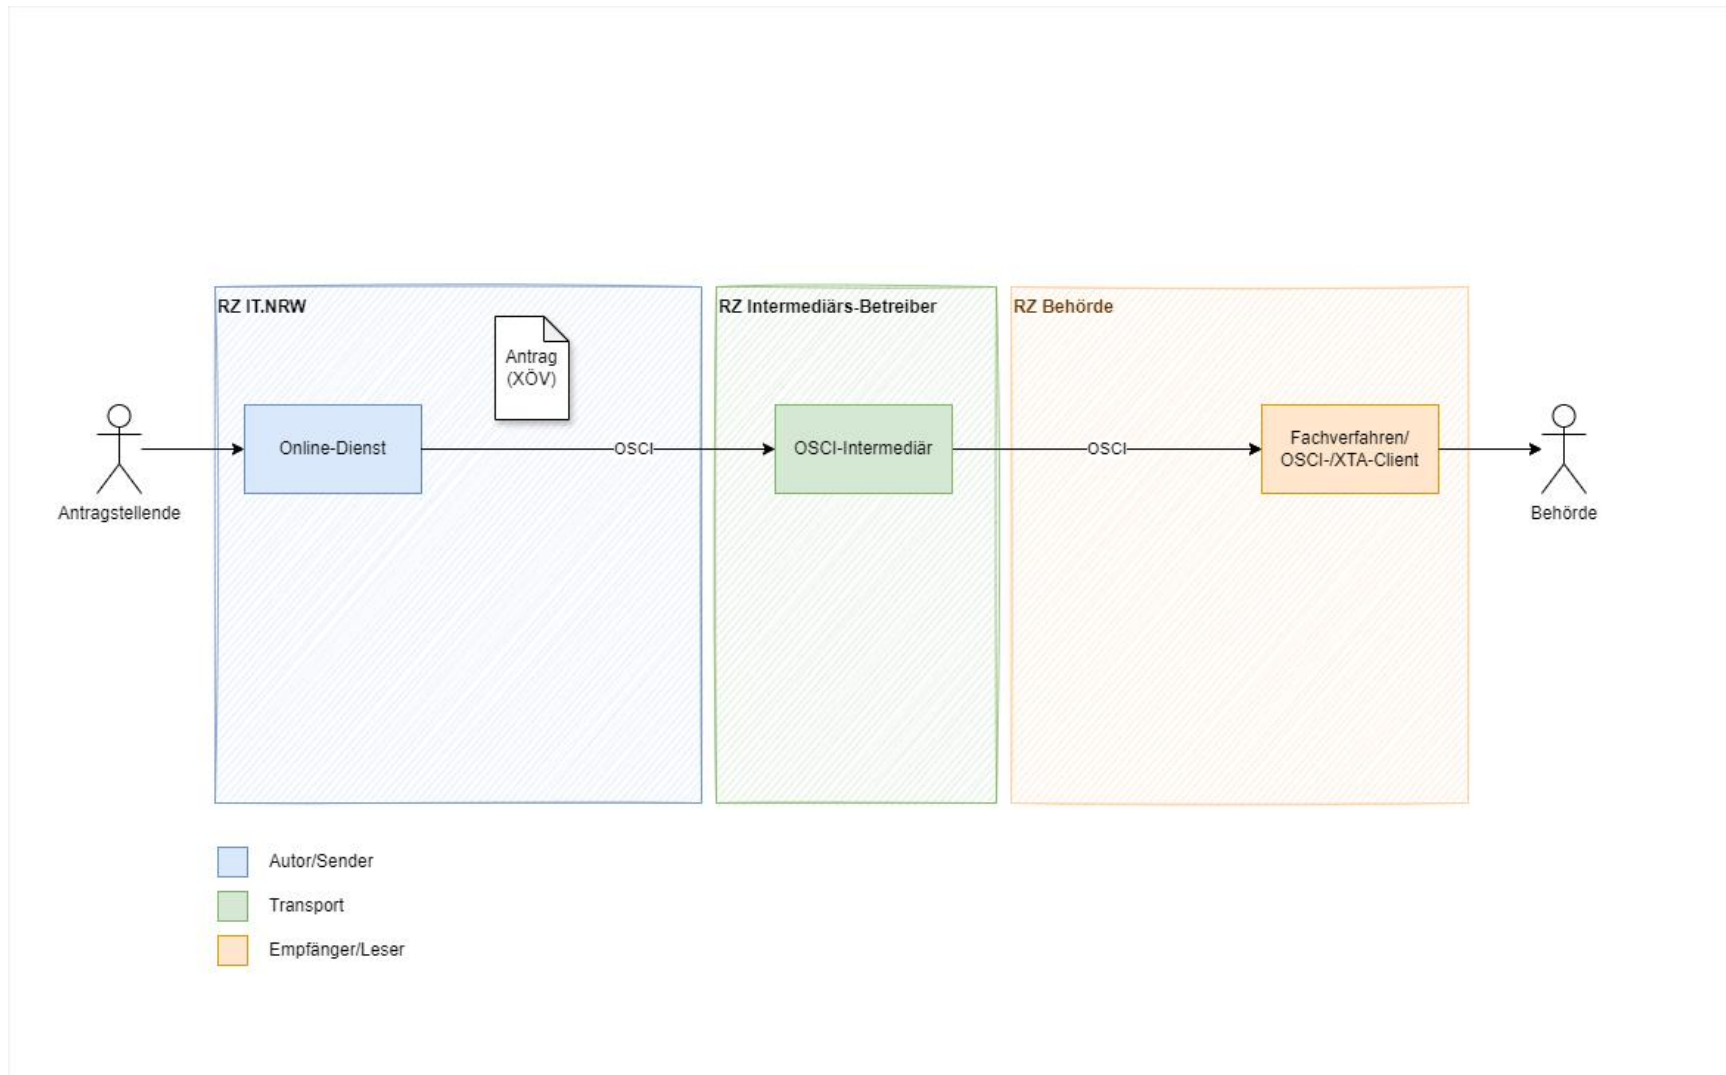 RZ IT.NRW
RZ Intermediärs-Betreiber
RZ Behörde
Antrag
(XÖV)
Online-Dienst
OSCI
OSCI-Intermediär
OSCI
Fachverfahren/
OSCI-/XTA-Client
Antragstellende
Behörde
Autor/Sender
Transport
Empfänger/Leser